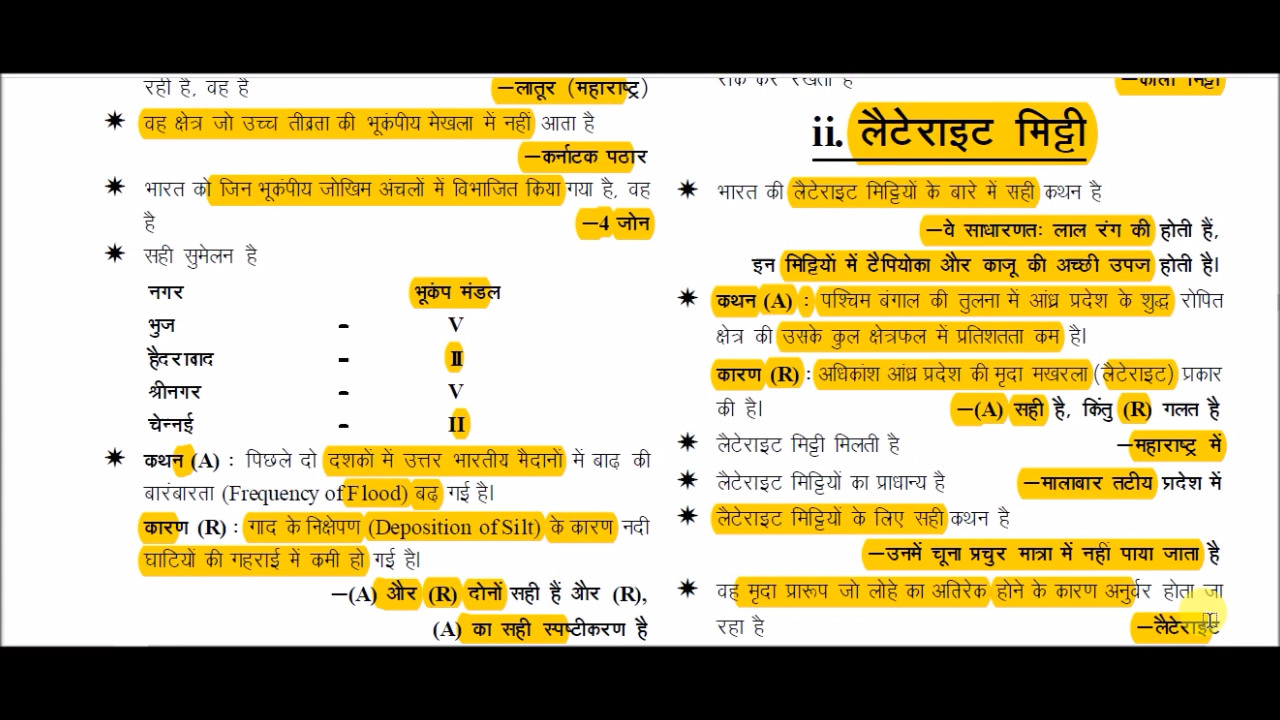 रही है, वह है –लातूर (महाराष्ट्र)
✷ वह क्षेत्र जो उच्च तीव्रता की भूकंपीय मेखला में नहीं आता है
–कर्नाटक पठार
✷ भारत को जिन भूकंपीय जोखिम अंचलों में विभाजित किया गया है, वह
है –4 जोन
✷ सही सुमेलन है
नगर भूकंप मंडल
भुज - V
हैदराबाद - II
श्रीनगर - V
चेन्नई - II
✷ कथन (A) : पिछले दो दशकों में उत्तर भारतीय मैदानों में बाढ़ की
बारंबारता (Frequency of Flood) बढ़ गई है।
कारण (R) : गाद के निक्षेपण (Deposition of Silt) के कारण नदी
घाटियों की गहराई में कमी हो गई है।
–(A) और (R) दोनों सही हैं और (R),
(A) का सही स्पष्टीकरण है
रोक कर रखती है –काली मिट्टी
ii. लैटेराइट मिट्टी
✷ भारत की लैटेराइट मिट्टियों के बारे में सही कथन है
–वे साधारणतः लाल रंग की होती हैं,
इन मिट्टियों में टैपियोका और काजू की अच्छी उपज होती है।
✷ कथन (A) : पश्चिम बंगाल की तुलना में आंध्र प्रदेश के शुद्ध रोपित
क्षेत्र की उसके कुल क्षेत्रफल में प्रतिशतता कम है।
कारण (R) : अधिकांश आंध्र प्रदेश की मृदा मखरला (लैटेराइट) प्रकार
की है। –(A) सही है, किंतु (R) गलत है
✷ लैटेराइट मिट्टी मिलती है –महाराष्ट्र में
✷ लैटेराइट मिट्टियों का प्राधान्य है –मालाबार तटीय प्रदेश में
✷ लैटेराइट मिट्टियों के लिए सही कथन है
–उनमें चूना प्रचुर मात्रा में नहीं पाया जाता है
✷ वह मृदा प्रारूप जो लोहे का अतिरेक होने के कारण अनुर्वर होता जा
रहा है –लैटेराइट